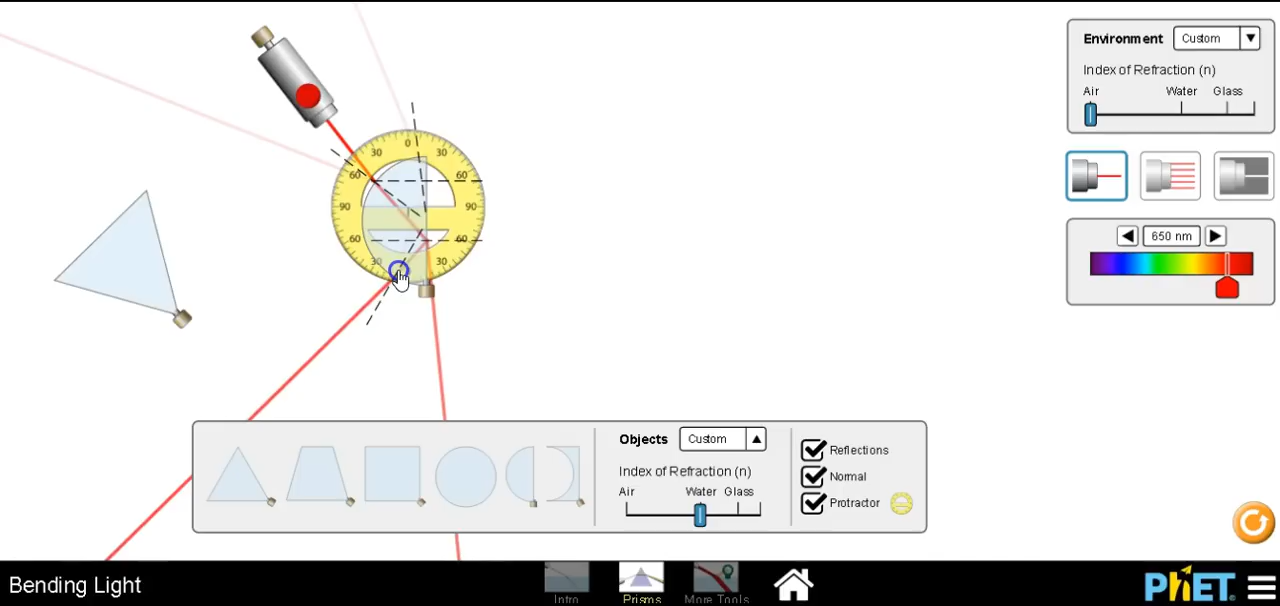 Environment Custom
Index of Refraction (n)
Air Water Glass
650 nm
0
30 30
60 60
90 90
60 60
30 30
Objects Custom
Index of Refraction (n)
Air Water Glass
Reflections
Normal
Protractor
Bending Light
Intro
Prisms
More Tools
PhET